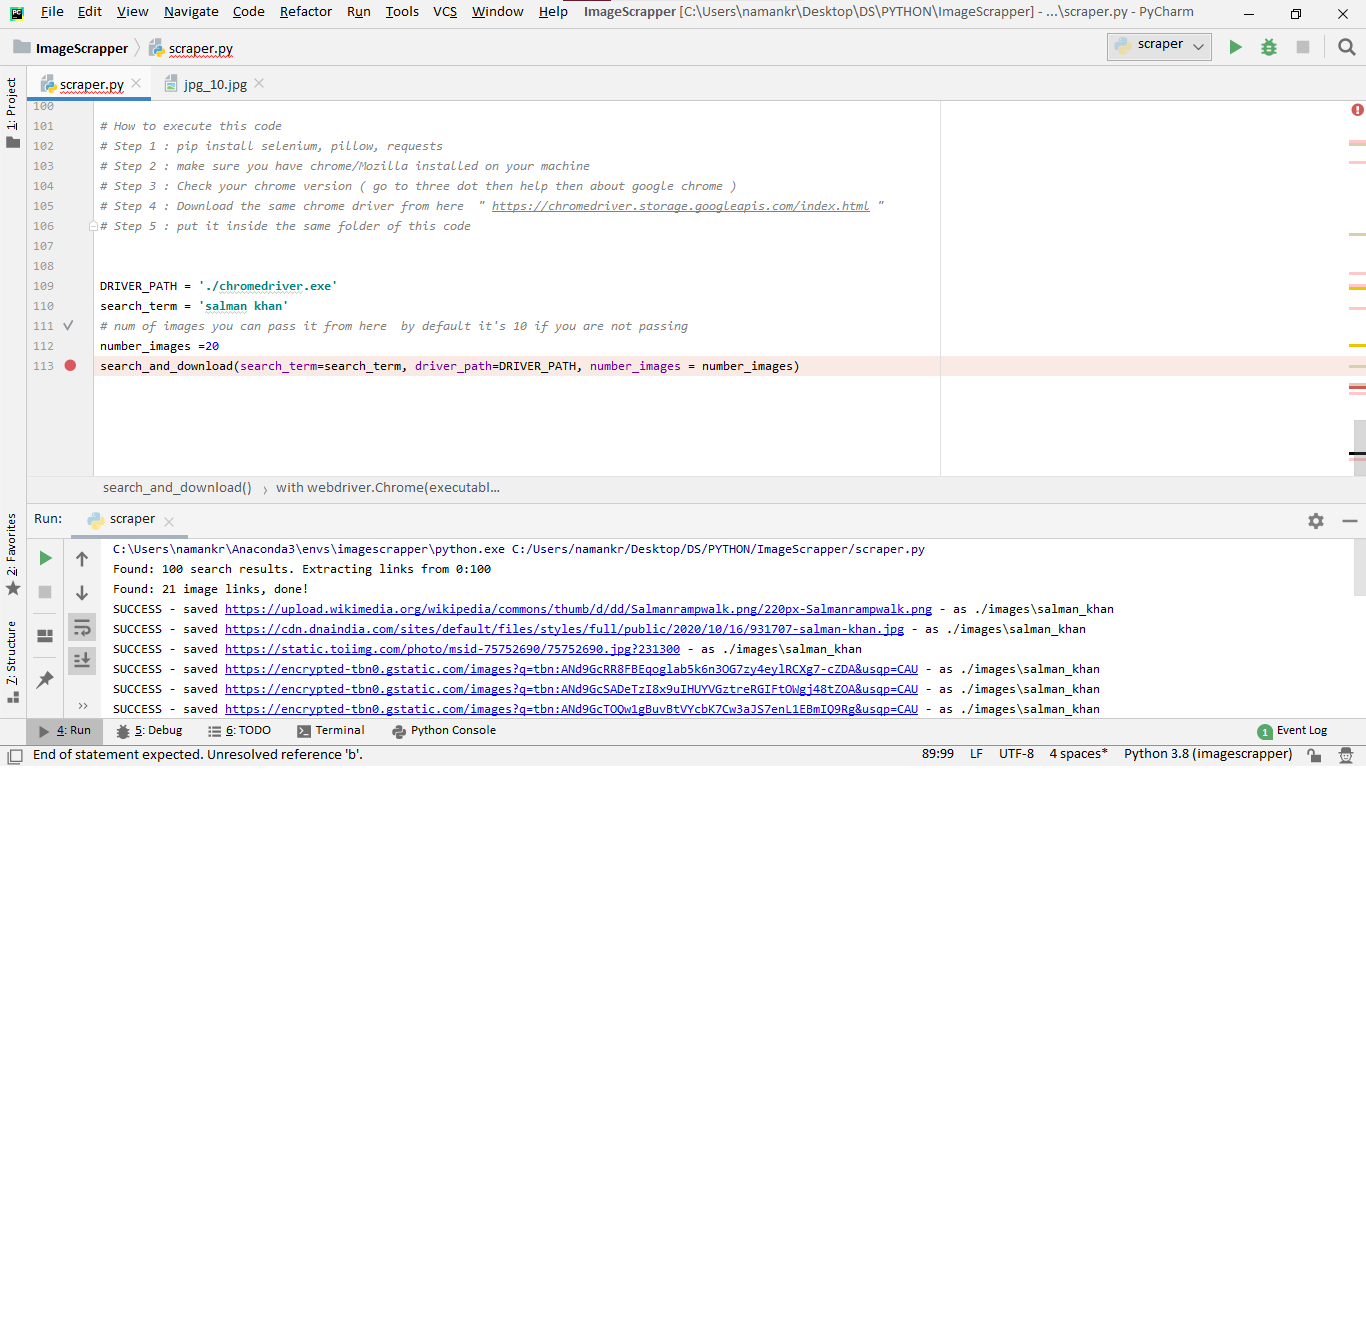 File Edit View Navigate Code Refactor Run Tools VCS Window Help ImageScrapper [C:\Users\namankr\Desktop\DS\PYTHON\ImageScrapper] - ...\scraper.py - PyCharm
ImageScrapper scraper.py scraper
scraper.py jpg_10.jpg
1: Project
100
101 # How to execute this code
102 # Step 1 : pip install selenium, pillow, requests
103 # Step 2 : make sure you have chrome/Mozilla installed on your machine
104 # Step 3 : Check your chrome version ( go to three dot then help then about google chrome )
105 # Step 4 : Download the same chrome driver from here " https://chromedriver.storage.googleapis.com/index.html "
106 # Step 5 : put it inside the same folder of this code
107
108
109 DRIVER_PATH = './chromedriver.exe'
110 search_term = 'salman khan'
111 # num of images you can pass it from here by default it's 10 if you are not passing
112 number_images =20
113 search_and_download(search_term=search_term, driver_path=DRIVER_PATH, number_images = number_images)
search_and_download() › with webdriver.Chrome(executabl...
2: Favorites
7: Structure
Run: scraper
C:\Users\namankr\Anaconda3\envs\imagescrapper\python.exe C:/Users/namankr/Desktop/DS/PYTHON/ImageScrapper/scraper.py
Found: 100 search results. Extracting links from 0:100
Found: 21 image links, done!
SUCCESS - saved https://upload.wikimedia.org/wikipedia/commons/thumb/d/dd/Salmanrampwalk.png/220px-Salmanrampwalk.png - as ./images\salman_khan
SUCCESS - saved https://cdn.dnaindia.com/sites/default/files/styles/full/public/2020/10/16/931707-salman-khan.jpg - as ./images\salman_khan
SUCCESS - saved https://static.toiimg.com/photo/msid-75752690/75752690.jpg?231300 - as ./images\salman_khan
SUCCESS - saved https://encrypted-tbn0.gstatic.com/images?q=tbn:ANd9GcRR8FBEqoglab5k6n3OG7zy4eylRCXg7-cZDA&usqp=CAU - as ./images\salman_khan
SUCCESS - saved https://encrypted-tbn0.gstatic.com/images?q=tbn:ANd9GcSADeTzI8x9uIHUYVGztreRGIFtOWgj48tZOA&usqp=CAU - as ./images\salman_khan
SUCCESS - saved https://encrypted-tbn0.gstatic.com/images?q=tbn:ANd9GcTOQw1gBuvBtVYcbK7Cw3aJS7enL1EBmIQ9Rg&usqp=CAU - as ./images\salman_khan
4: Run 5: Debug 6: TODO Terminal Python Console 1 Event Log
End of statement expected. Unresolved reference 'b'. 89:99 LF UTF-8 4 spaces* Python 3.8 (imagescrapper)